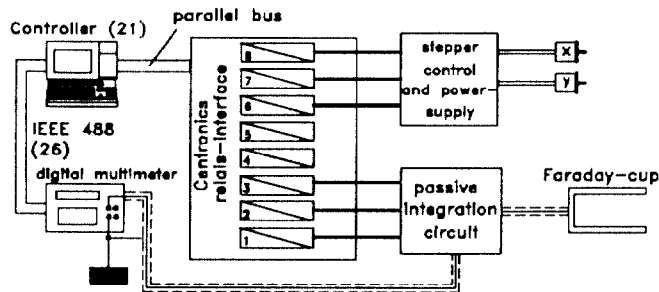 parallel bus
Controller (21)
IEEE 488
(26)
digital multimeter
Centronics
relais-interface
8
7
6
5
4
3
2
1
stepper
control
and power-
supply
x
y
passive
integration
circuit
Faraday-cup